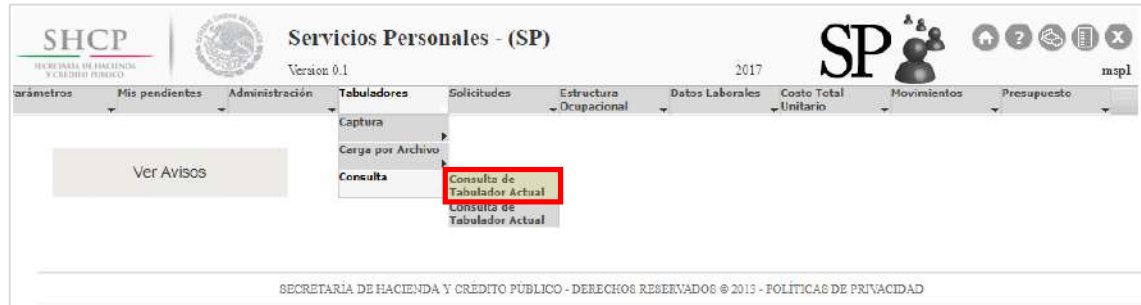 SHCP
SECRETARÍA DE HACIENDA
Y CRÉDITO PÚBLICO
Servicios Personales - (SP)
Version 0.1
2017
SP
mspl
arámetros
Mis pendientes
Administración
Tabuladores
Solicitudes
Estructura
Ocupacional
Datos Laborales
Costo Total
Unitario
Movimientos
Presupuesto
Captura
Carga por Archivo
Consulta
Consulta de
Tabulador Actual
Consulta de
Tabulador Actual
Ver Avisos
SECRETARÍA DE HACIENDA Y CRÉDITO PÚBLICO - DERECHOS RESERVADOS © 2013 - POLÍTICAS DE PRIVACIDAD